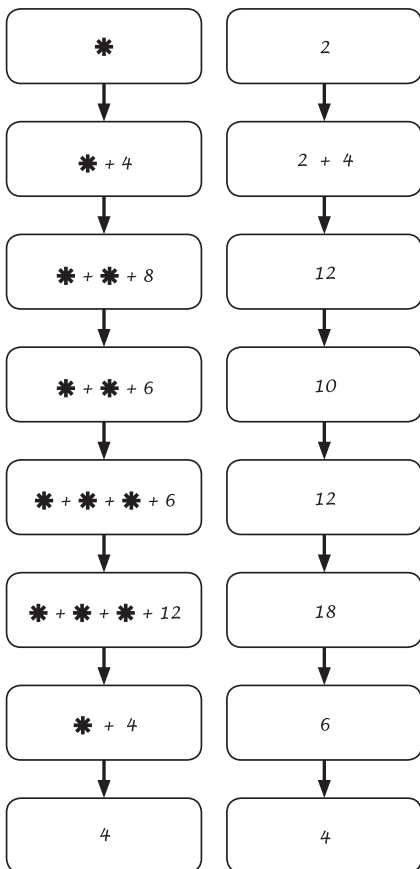 ✷ 2
✷ + 4 2 + 4
✷ + ✷ + 8 12
✷ + ✷ + 6 10
✷ + ✷ + ✷ + 6 12
✷ + ✷ + ✷ + 12 18
✷ + 4 6
4 4